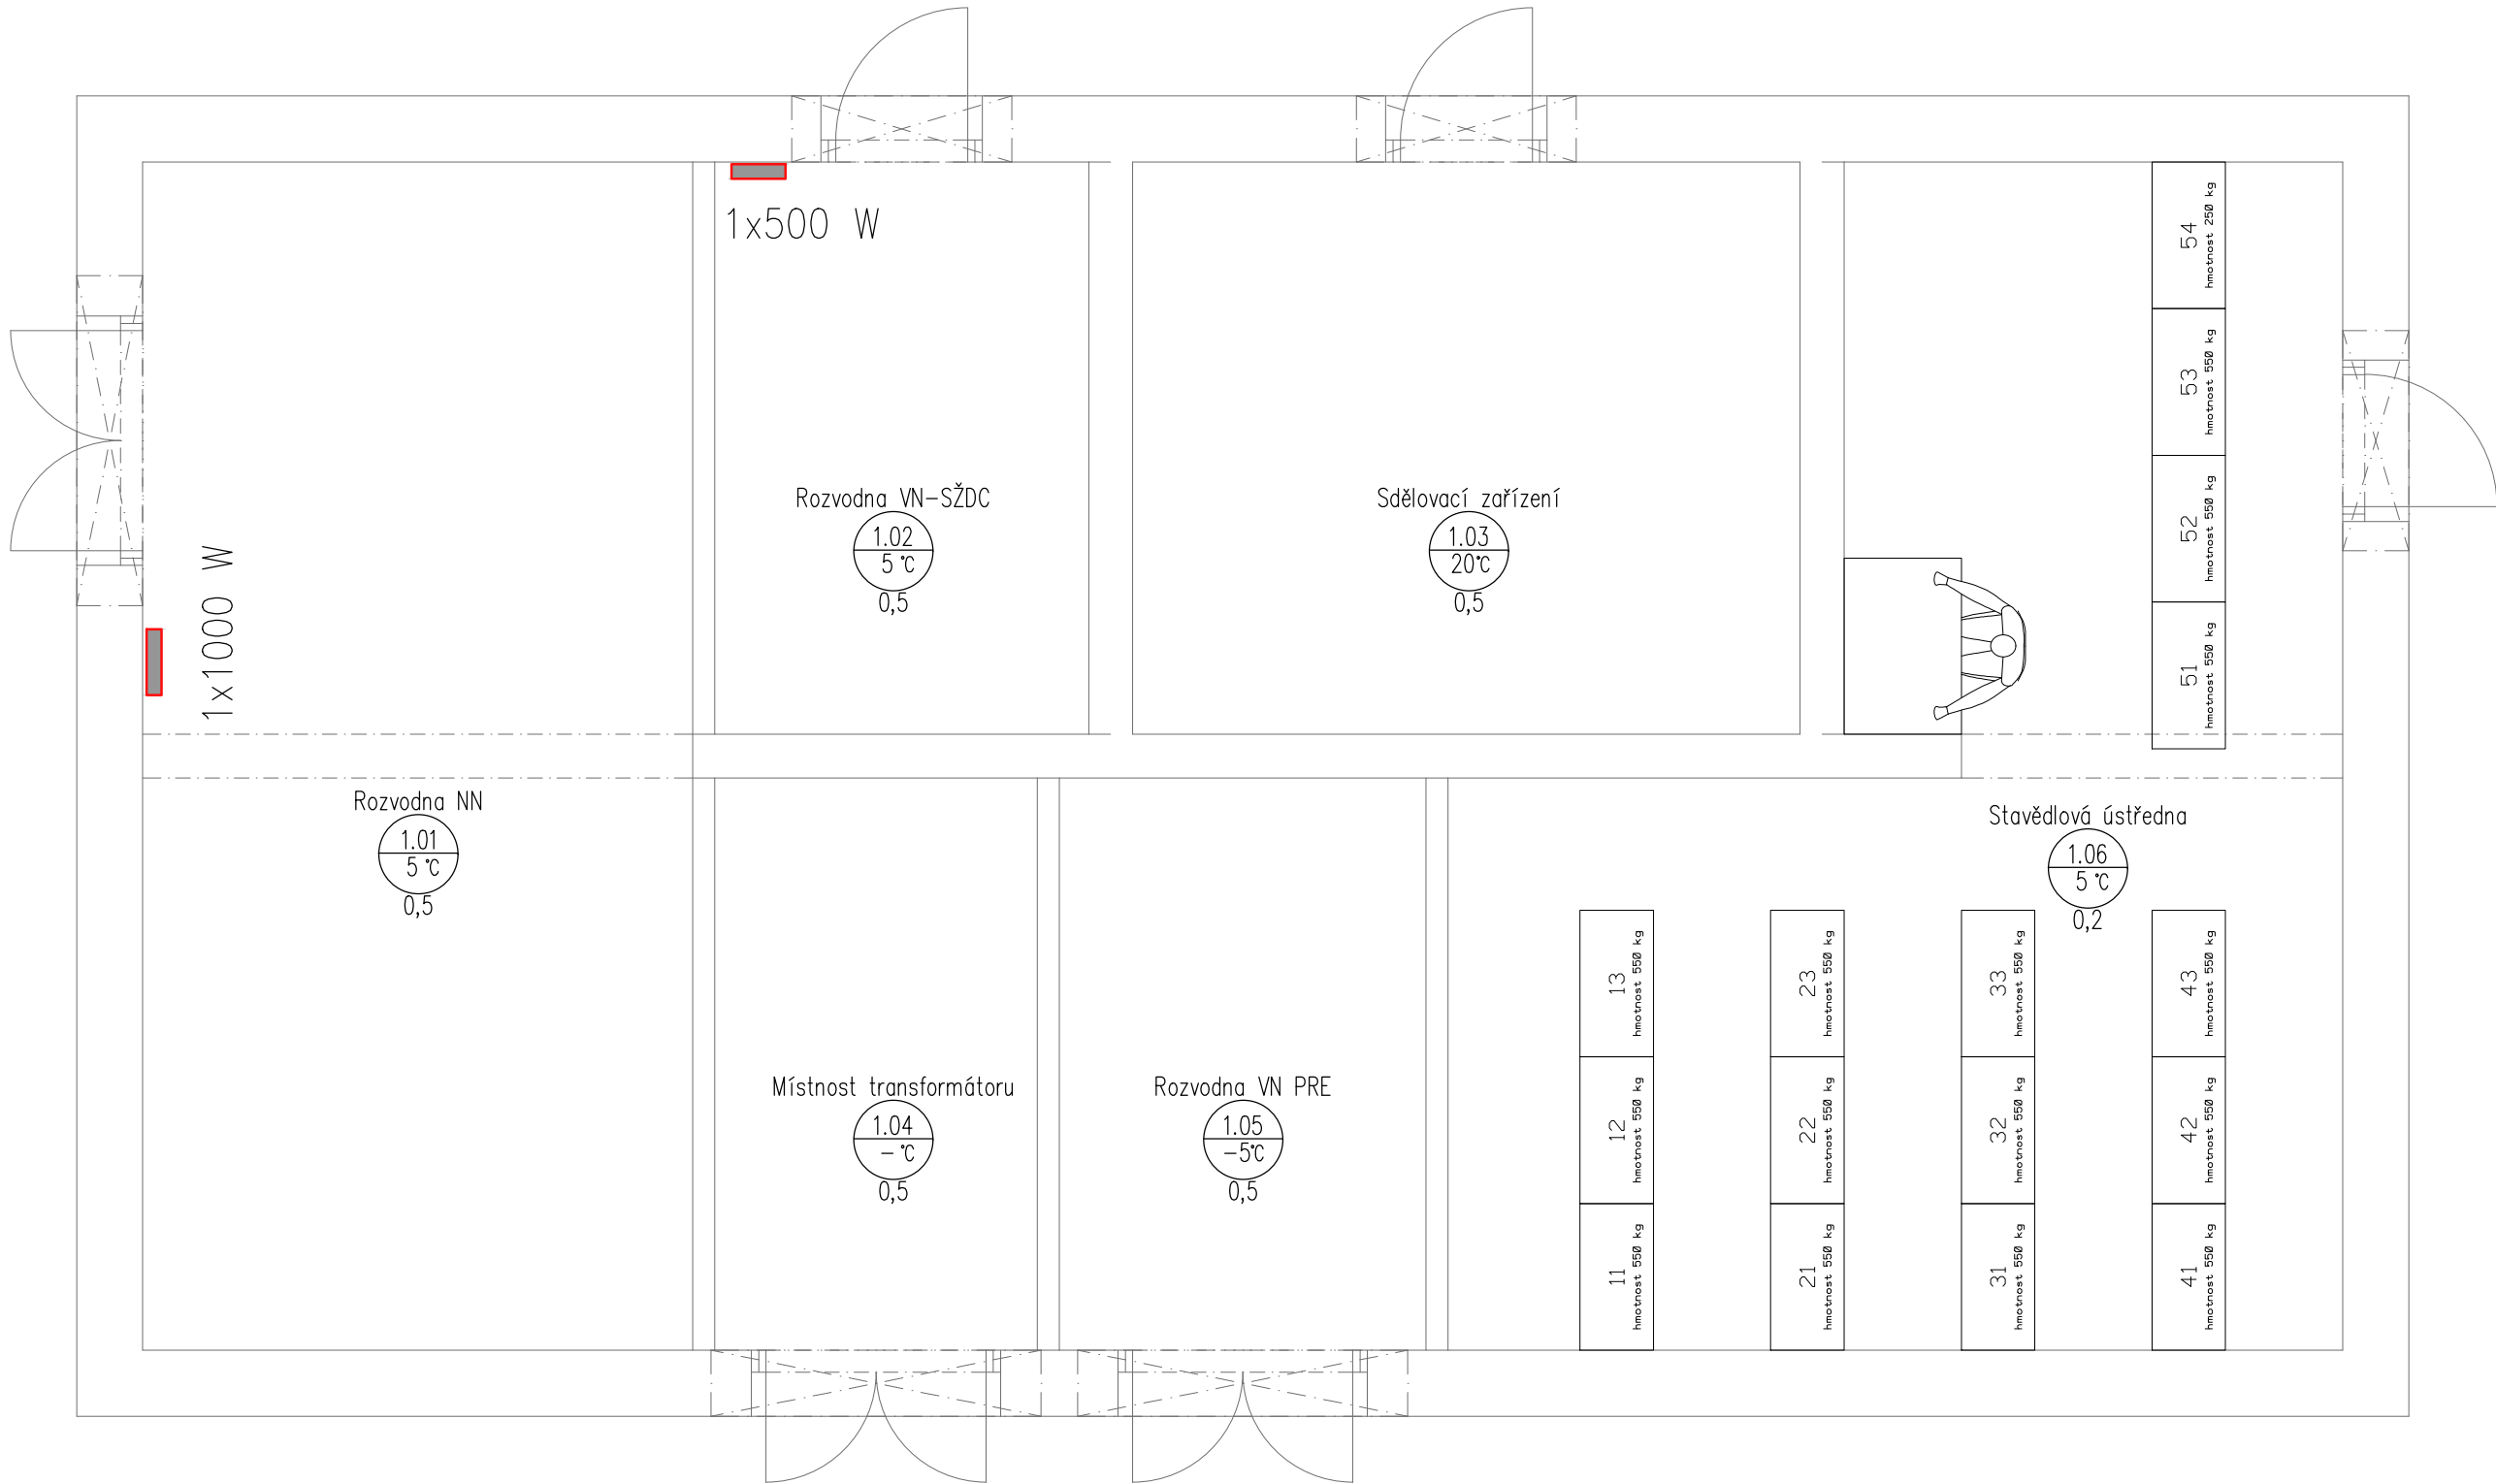 1x500 W
1x1000 W
Rozvodna VN-SŽDC
1.02
5 °C
0,5
Sdělovací zařízení
1.03
20°C
0,5
54
hmotnost 250 kg
53
hmotnost 550 kg
52
hmotnost 550 kg
51
hmotnost 550 kg
Rozvodna NN
1.01
5 °C
0,5
Stavědlová ústředna
1.06
5 °C
0,2
Místnost transformátoru
1.04
- °C
0,5
Rozvodna VN PRE
1.05
-5°C
0,5
13
hmotnost 550 kg
23
hmotnost 550 kg
33
hmotnost 550 kg
43
hmotnost 550 kg
12
hmotnost 550 kg
22
hmotnost 550 kg
32
hmotnost 550 kg
42
hmotnost 550 kg
11
hmotnost 550 kg
21
hmotnost 550 kg
31
hmotnost 550 kg
41
hmotnost 550 kg